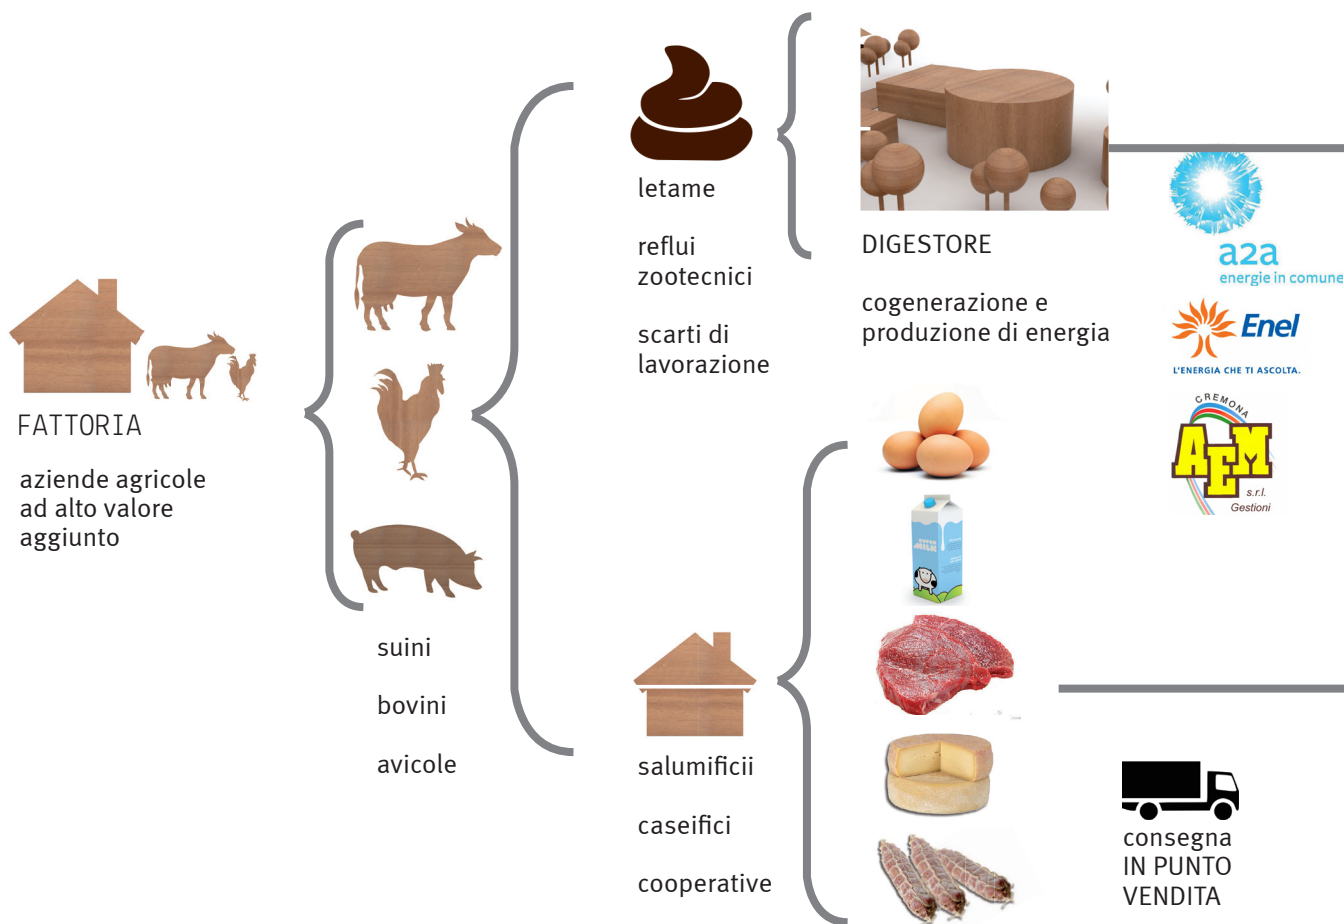 FATTORIA
aziende agricole
ad alto valore
aggiunto
suini
bovini
avicole
letame
reflui
zootecnici
scarti di
lavorazione
salumificii
caseifici
cooperative
DIGESTORE
cogenerazione e
produzione di energia
MILK
a2a
energie in comune
Enel
L'ENERGIA CHE TI ASCOLTA.
CREMONA
AEM
s.r.l.
Gestioni
consegna
IN PUNTO
VENDITA